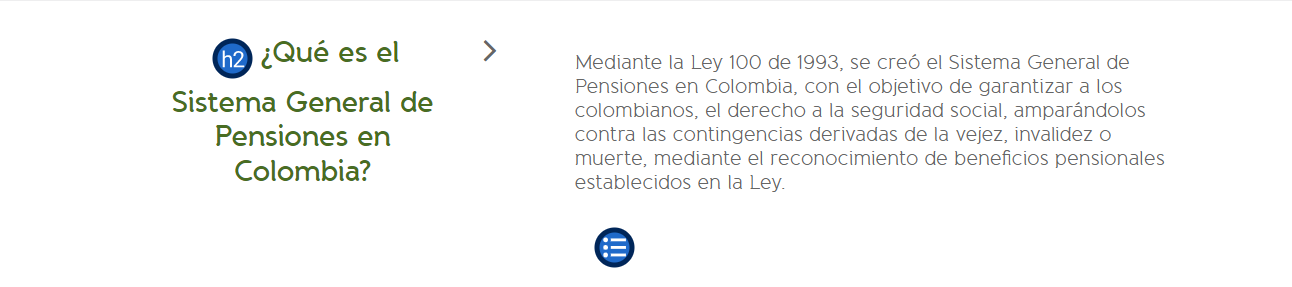 h2 ¿Qué es el
Sistema General de
Pensiones en
Colombia?
Mediante la Ley 100 de 1993, se creó el Sistema General de
Pensiones en Colombia, con el objetivo de garantizar a los
colombianos, el derecho a la seguridad social, amparándolos
contra las contingencias derivadas de la vejez, invalidez o
muerte, mediante el reconocimiento de beneficios pensionales
establecidos en la Ley.